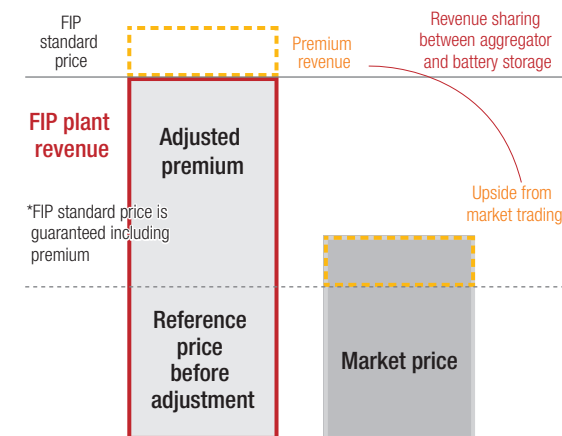 FIP
standard
price
Premium
revenue
Revenue sharing
between aggregator
and battery storage
FIP plant
revenue
Adjusted
premium
*FIP standard price is
guaranteed including
premium
Upside from
market trading
Reference
price
before
adjustment
Market price